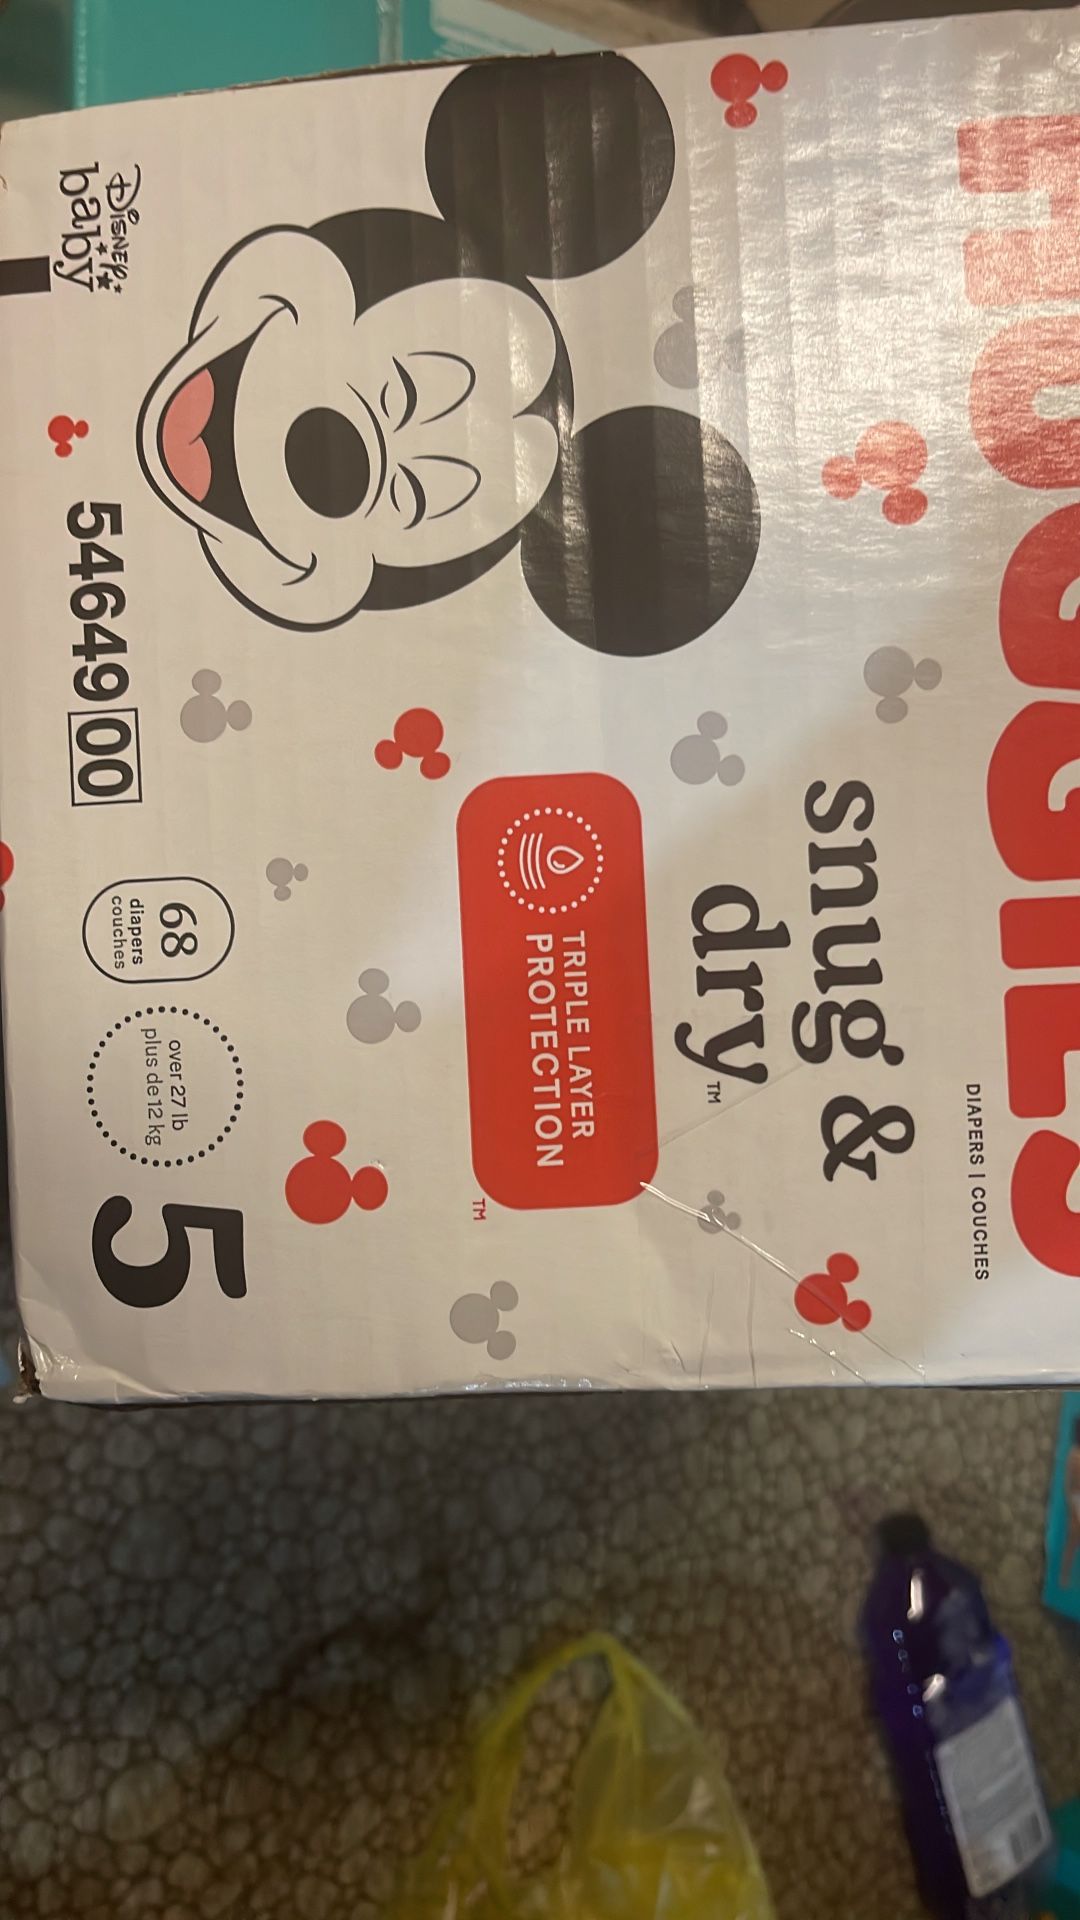 HUGGIES
DIAPERS | COUCHES
snug &
dry™
TRIPLE LAYER
PROTECTION
™
Disney
baby
54649 00
68
diapers
couches
over 27 lb
plus de 12 kg
5